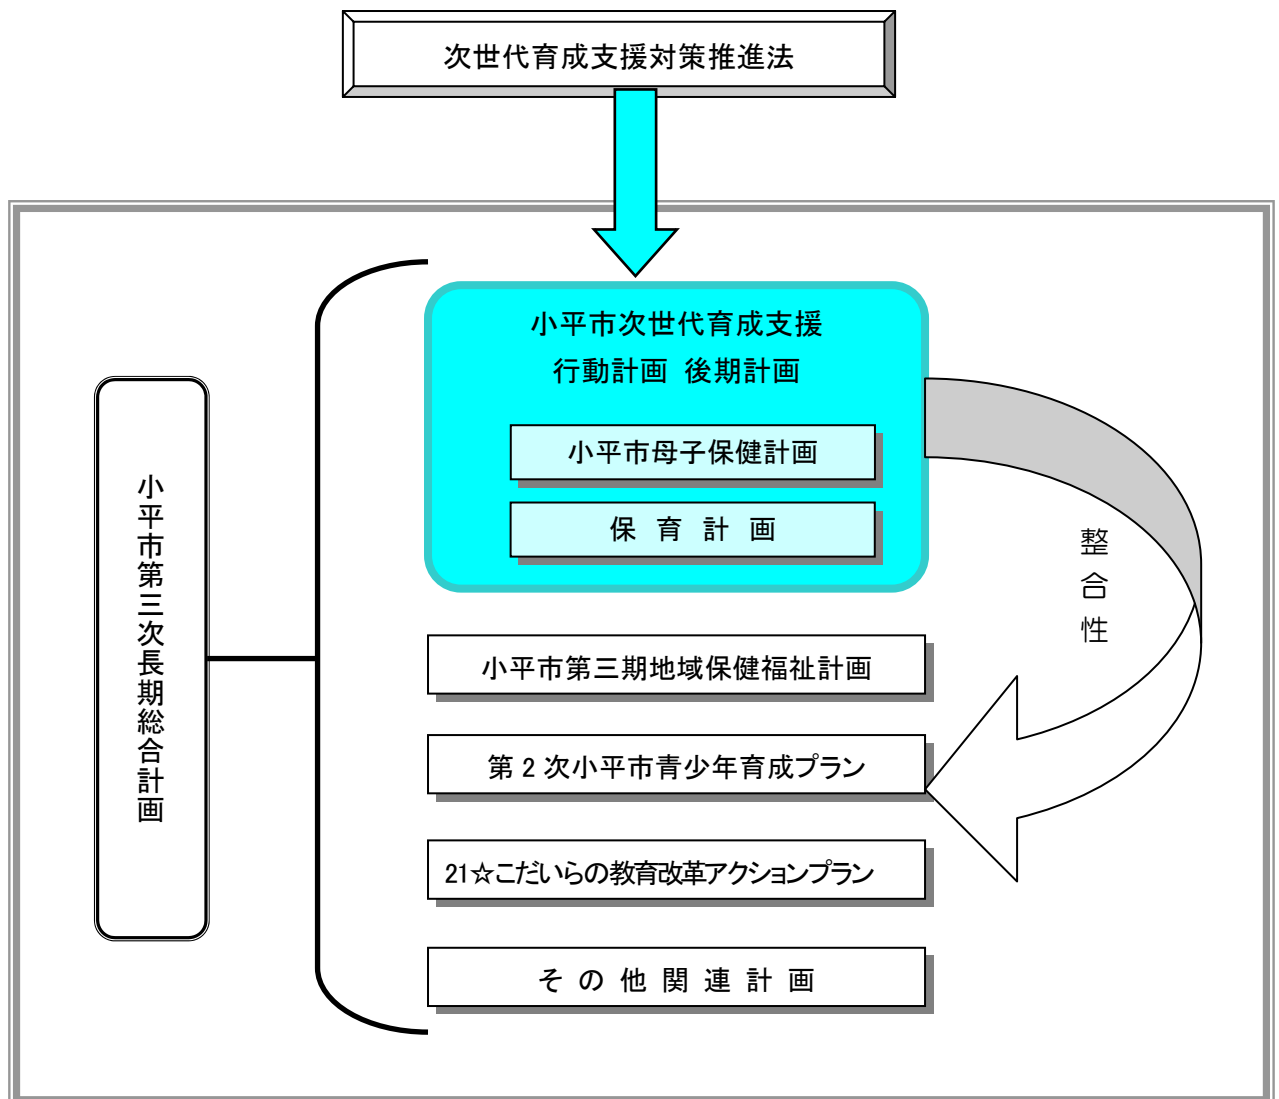 次世代育成支援対策推進法
小平市次世代育成支援
行動計画 後期計画
小平市母子保健計画
保 育 計 画
整合性
小平市第三次長期総合計画
小平市第三期地域保健福祉計画
第2次小平市青少年育成プラン
21☆こだいらの教育改革アクションプラン
そ の 他 関 連 計 画